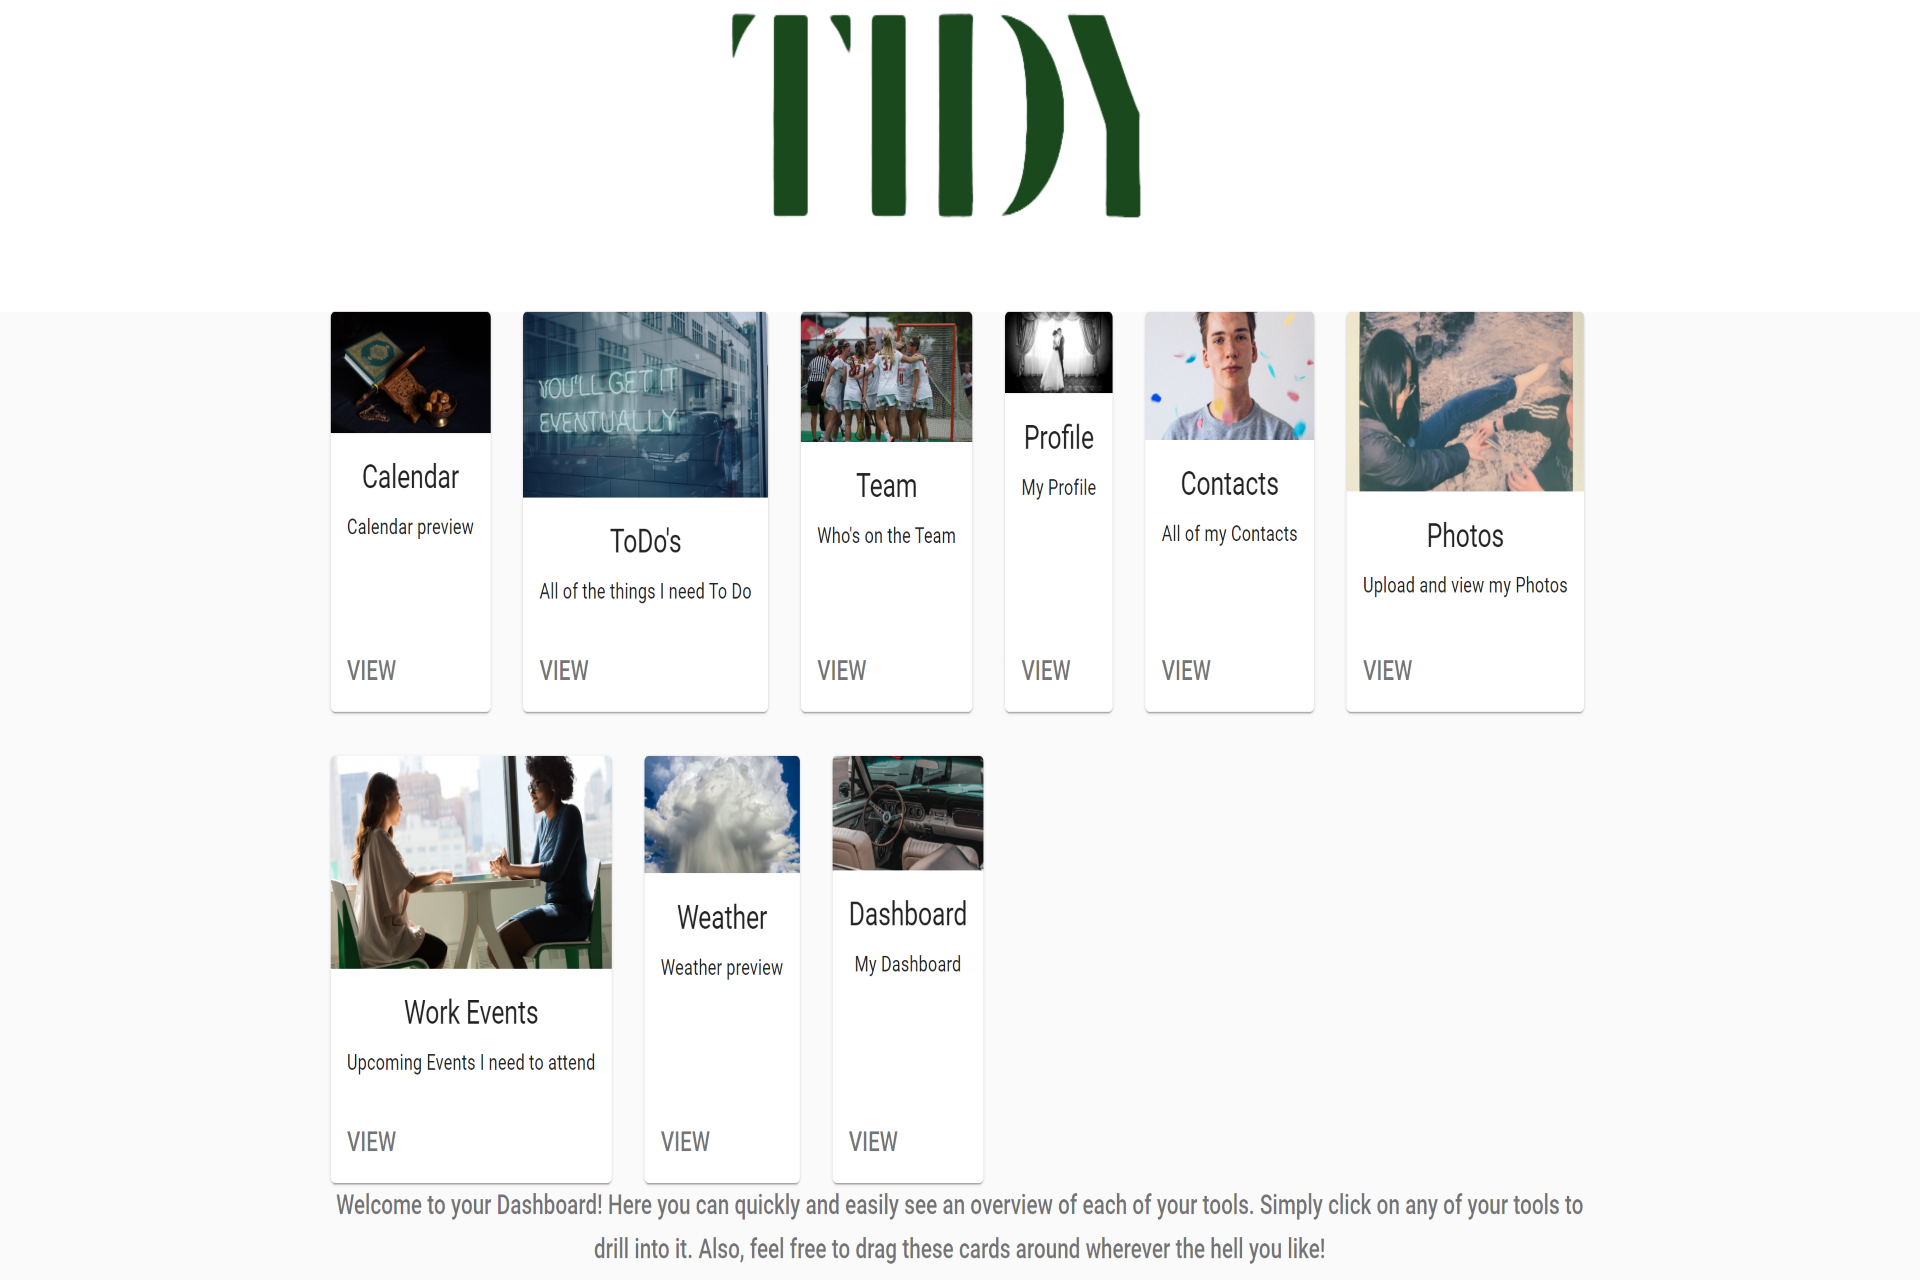 TIDY
YOU'LL GET IT
EVENTUALLY
Calendar
Calendar preview
VIEW
ToDo's
All of the things I need To Do
VIEW
Team
Who's on the Team
VIEW
Profile
My Profile
VIEW
Contacts
All of my Contacts
VIEW
Photos
Upload and view my Photos
VIEW
Work Events
Upcoming Events I need to attend
VIEW
Weather
Weather preview
VIEW
Dashboard
My Dashboard
VIEW
Welcome to your Dashboard! Here you can quickly and easily see an overview of each of your tools. Simply click on any of your tools to
drill into it. Also, feel free to drag these cards around wherever the hell you like!